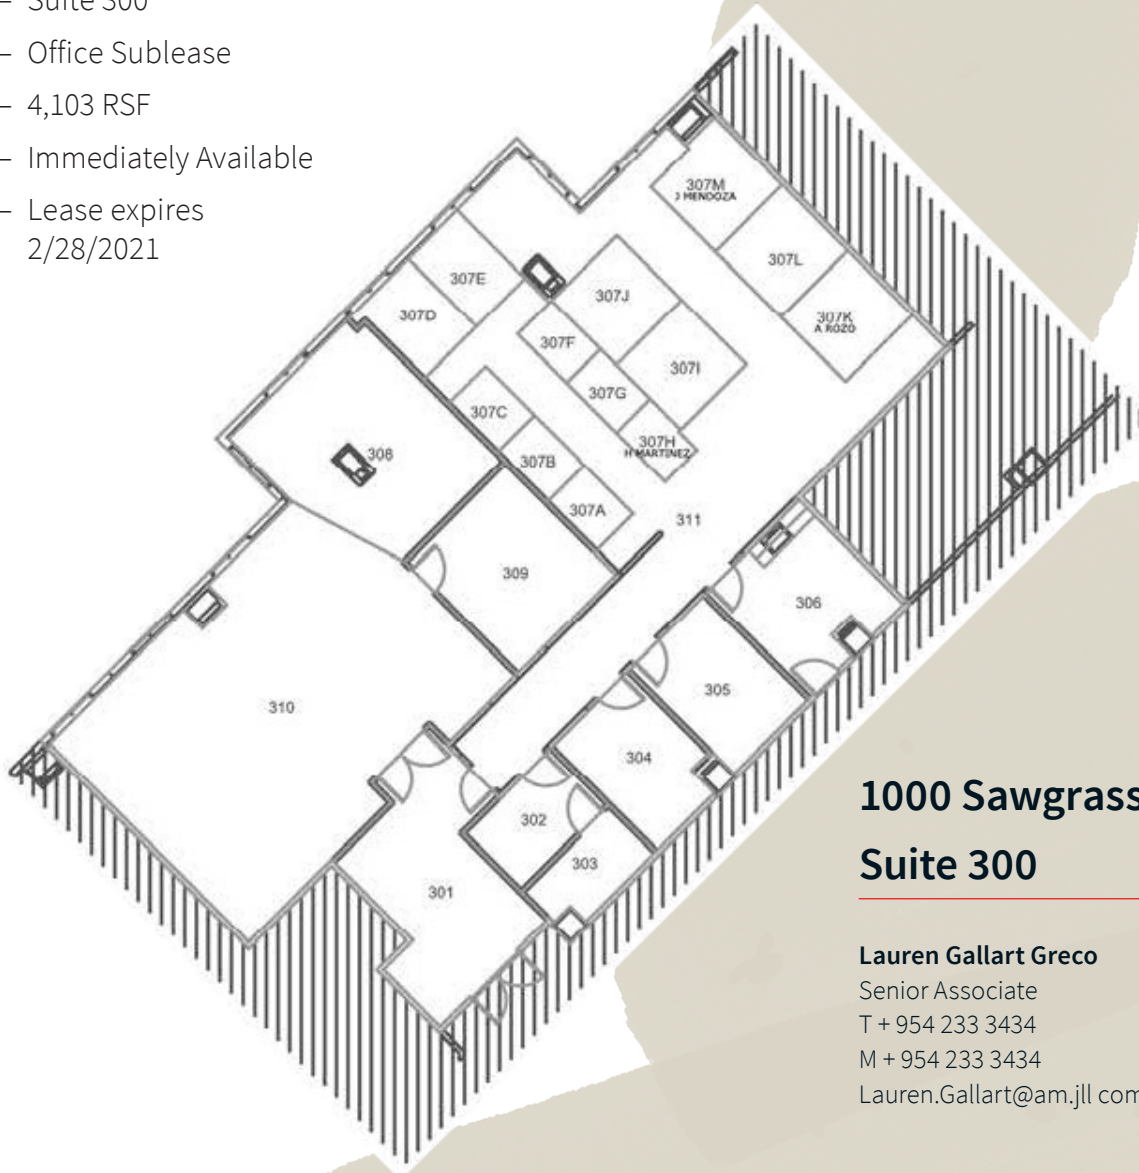 – Suite 300
– Office Sublease
– 4,103 RSF
– Immediately Available
– Lease expires
2/28/2021
307M
J MENDOZA
307L
307K
A ROZO
307E
307D
307J
307F
307I
307G
307C
307H
H MARTINEZ
307B
307A
308
311
309
306
305
310
304
302
303
301
1000 Sawgrass
Suite 300
Lauren Gallart Greco
Senior Associate
T + 954 233 3434
M + 954 233 3434
Lauren.Gallart@am.jll com